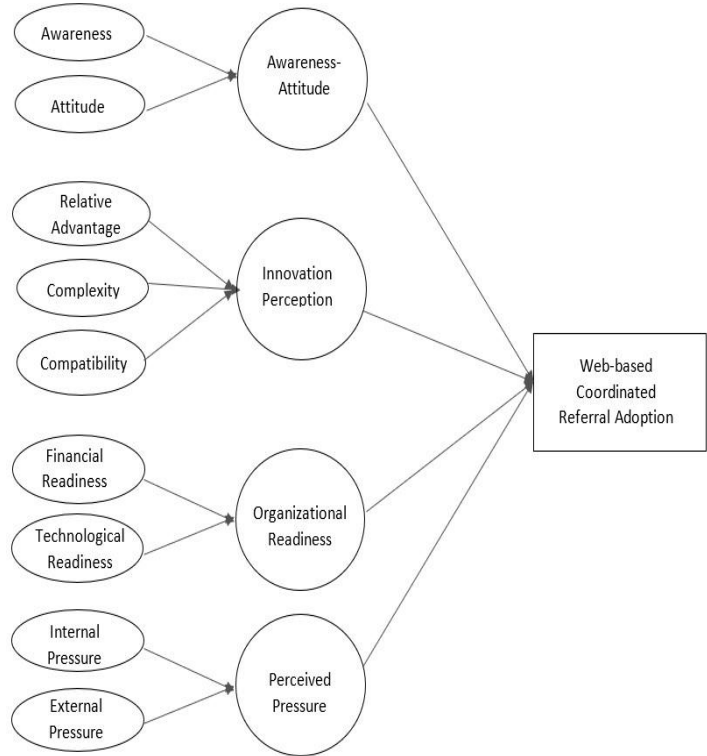 Awareness
Attitude
Awareness-
Attitude
Relative
Advantage
Complexity
Compatibility
Innovation
Perception
Financial
Readiness
Technological
Readiness
Organizational
Readiness
Internal
Pressure
External
Pressure
Perceived
Pressure
Web-based
Coordinated
Referral Adoption